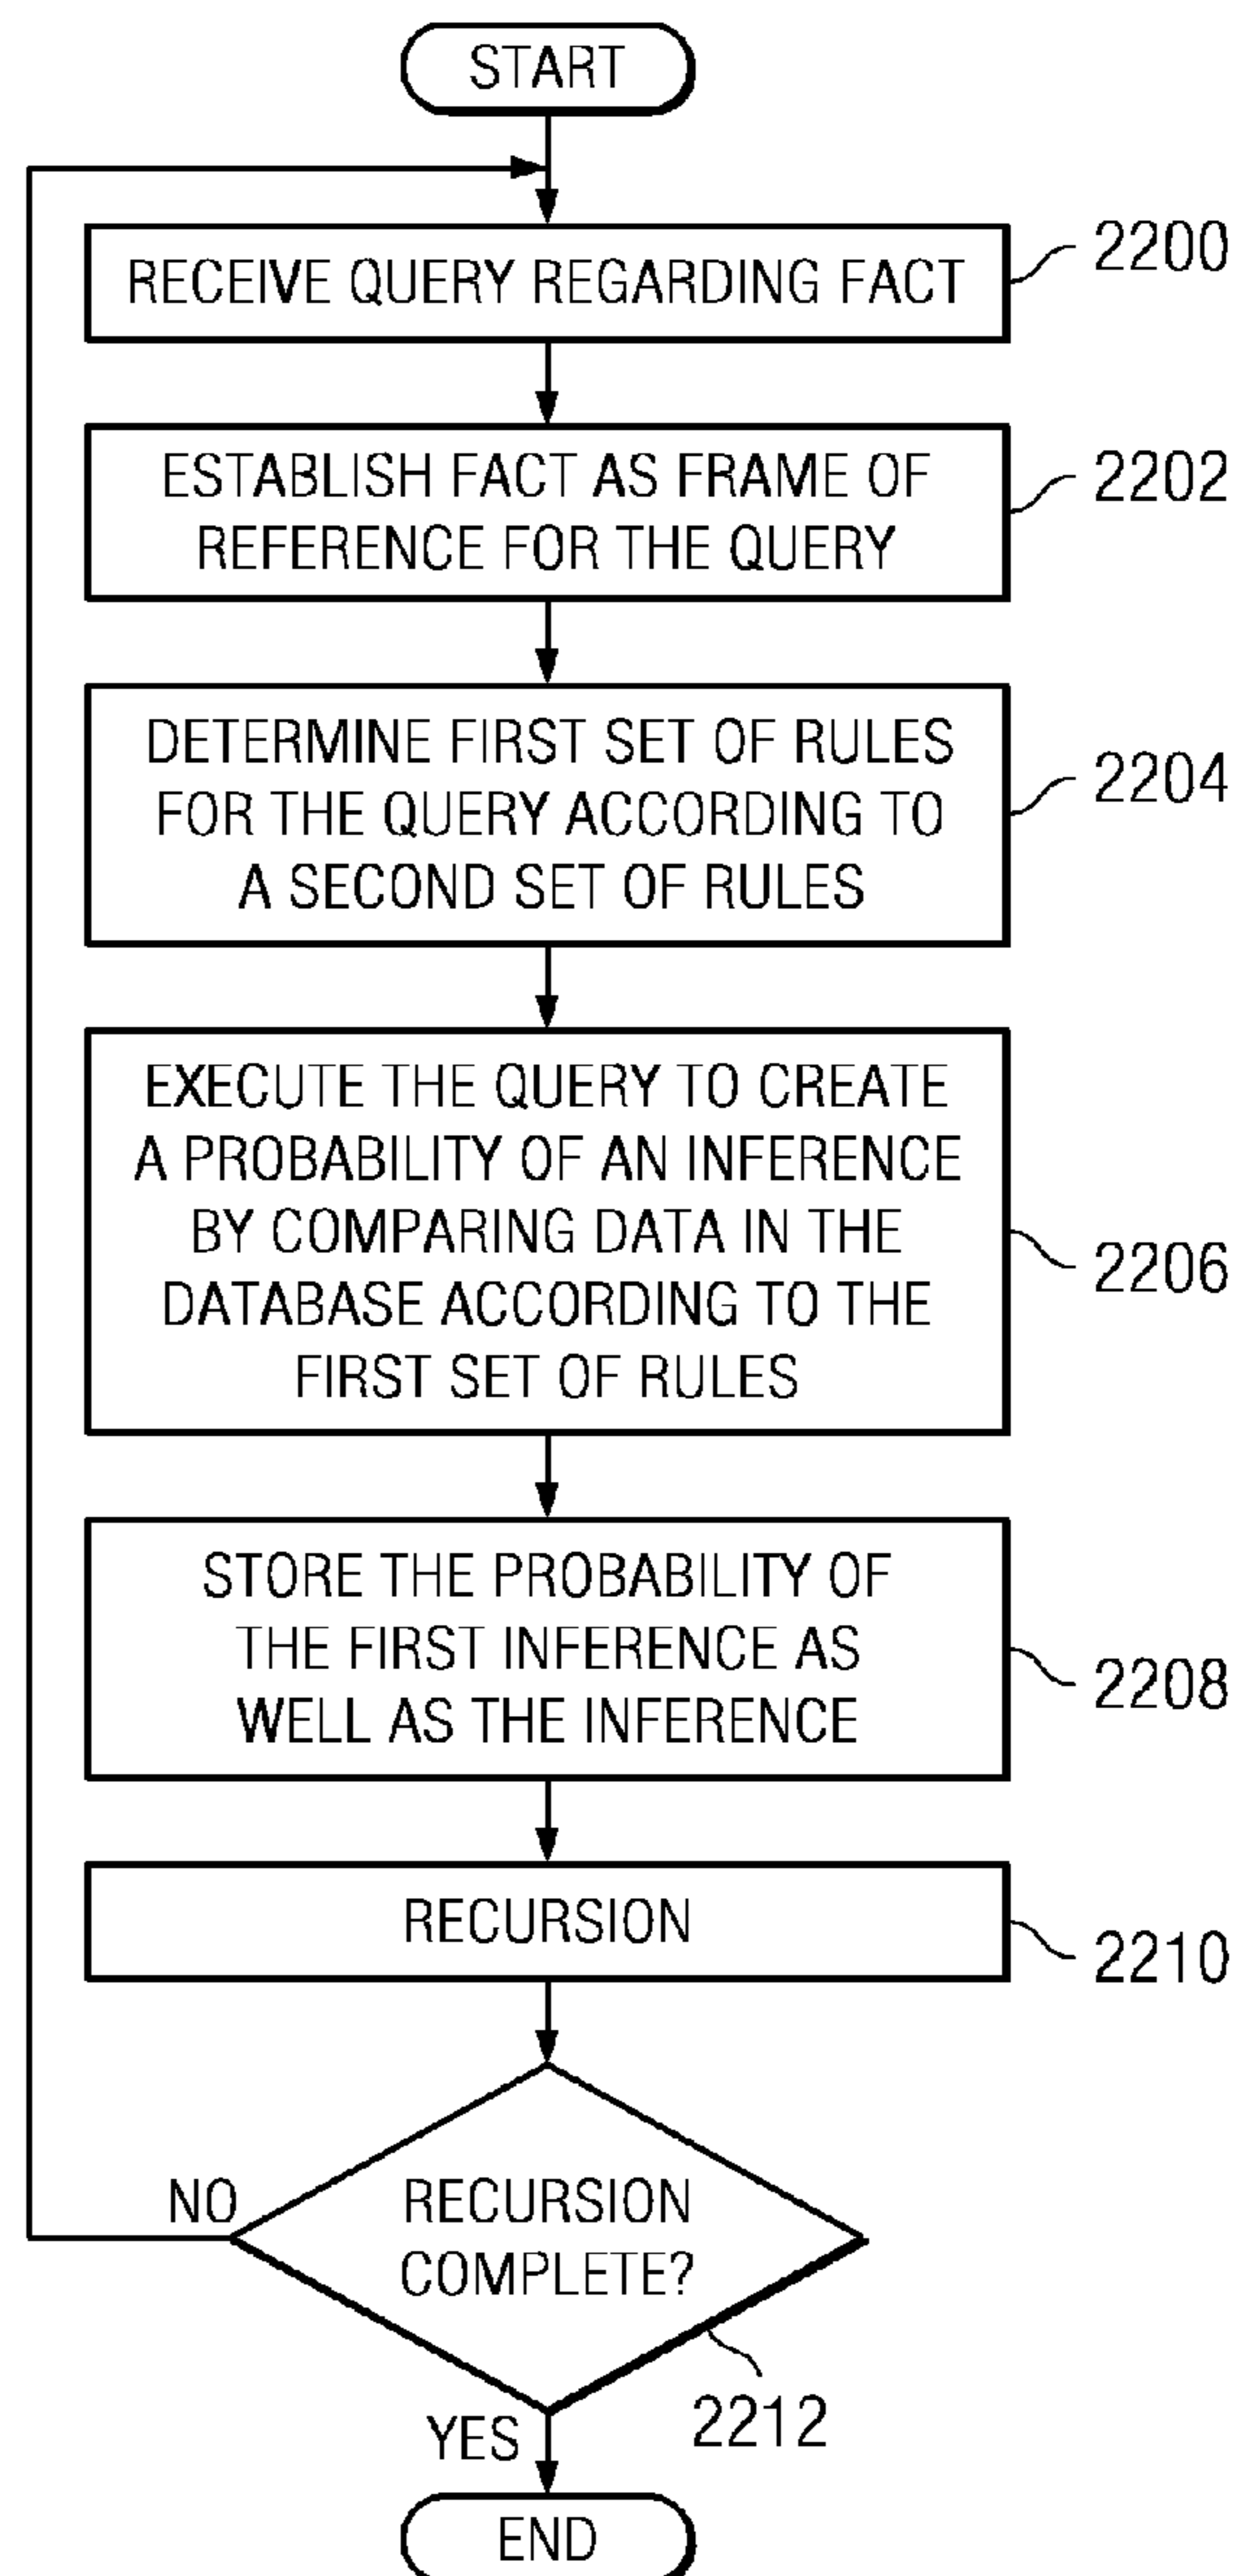 START
RECEIVE QUERY REGARDING FACT
2200
ESTABLISH FACT AS FRAME OF
REFERENCE FOR THE QUERY
2202
DETERMINE FIRST SET OF RULES
FOR THE QUERY ACCORDING TO
A SECOND SET OF RULES
2204
EXECUTE THE QUERY TO CREATE
A PROBABILITY OF AN INFERENCE
BY COMPARING DATA IN THE
DATABASE ACCORDING TO THE
FIRST SET OF RULES
2206
STORE THE PROBABILITY OF
THE FIRST INFERENCE AS
WELL AS THE INFERENCE
2208
RECURSION
2210
NO
RECURSION
COMPLETE?
2212
YES
END